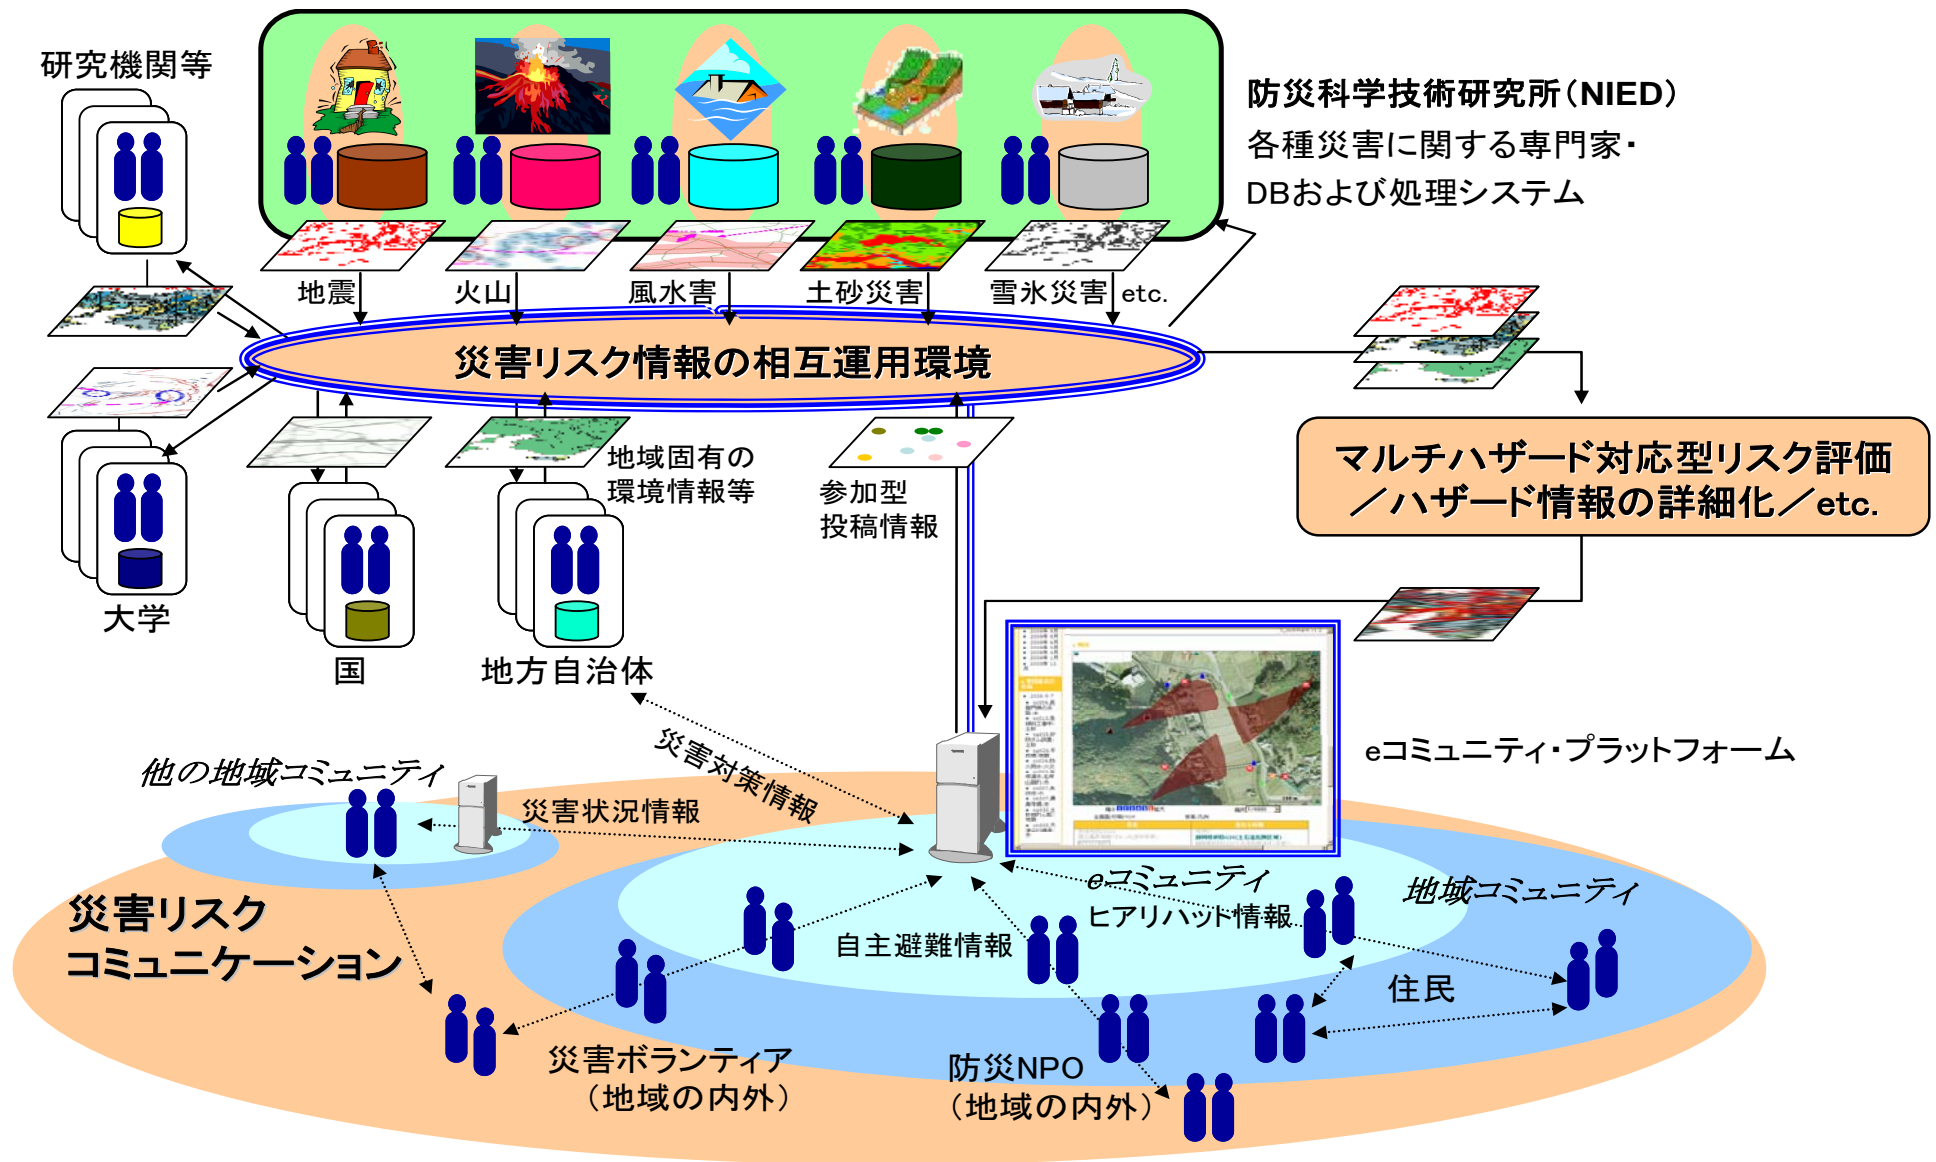 研究機関等
防災科学技術研究所(NIED)
各種災害に関する専門家・
DBおよび処理システム
地震
火山
風水害
土砂災害
雪氷災害 etc.
災害リスク情報の相互運用環境
地域固有の
環境情報等
参加型
投稿情報
マルチハザード対応型リスク評価
／ハザード情報の詳細化／etc.
大学
国
地方自治体
災害対策情報
eコミュニティ・プラットフォーム
他の地域コミュニティ
災害状況情報
eコミュニティ
ヒアリハット情報
地域コミュニティ
災害リスク
コミュニケーション
自主避難情報
住民
災害ボランティア
（地域の内外）
防災NPO
（地域の内外）